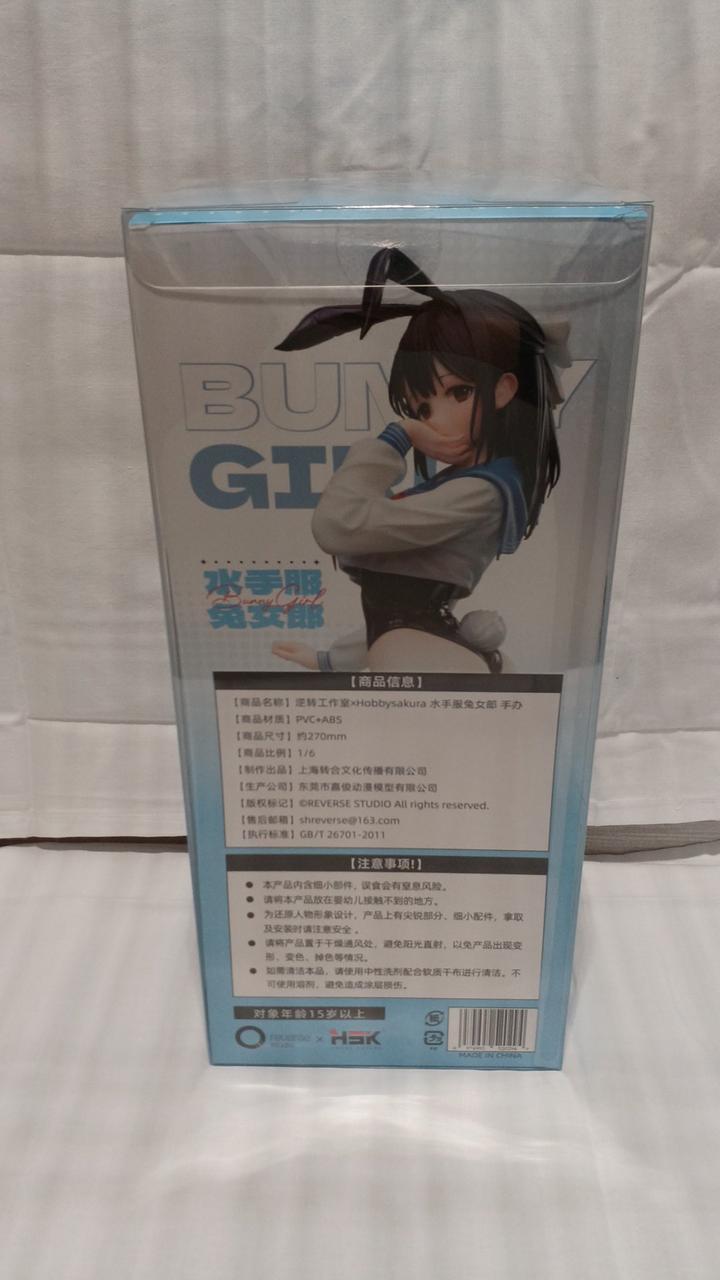 BUNNY
GIRL
水手服
Bunny Girl
兔女郎
【商品信息】
【商品名称】逆转工作室×Hobbysakura 水手服兔女郎 手办
【商品材质】PVC+ABS
【商品尺寸】约270mm
【商品比例】1/6
【制作出品】上海转合文化传播有限公司
【生产公司】东莞市嘉俊动漫模型有限公司
【版权标记】©REVERSE STUDIO All rights reserved.
【售后邮箱】shreverse@163.com
【执行标准】GB/T 26701-2011
【注意事项!】
● 本产品内含细小部件，误食会有窒息风险。
● 请将本产品放在婴幼儿接触不到的地方。
● 为还原人物形象设计，产品上有尖锐部分、细小配件，拿取
及安装时请注意安全 。
● 请将产品置于干燥通风处，避免阳光直射，以免产品出现变
形、变色、掉色等情况。
● 如需清洁本品，请使用中性洗剂配合软质干布进行清洁。不
可使用溶剂，避免造成涂层损伤。
对象年龄15岁以上
reverse
studio
×
HSK
MADE IN CHINA